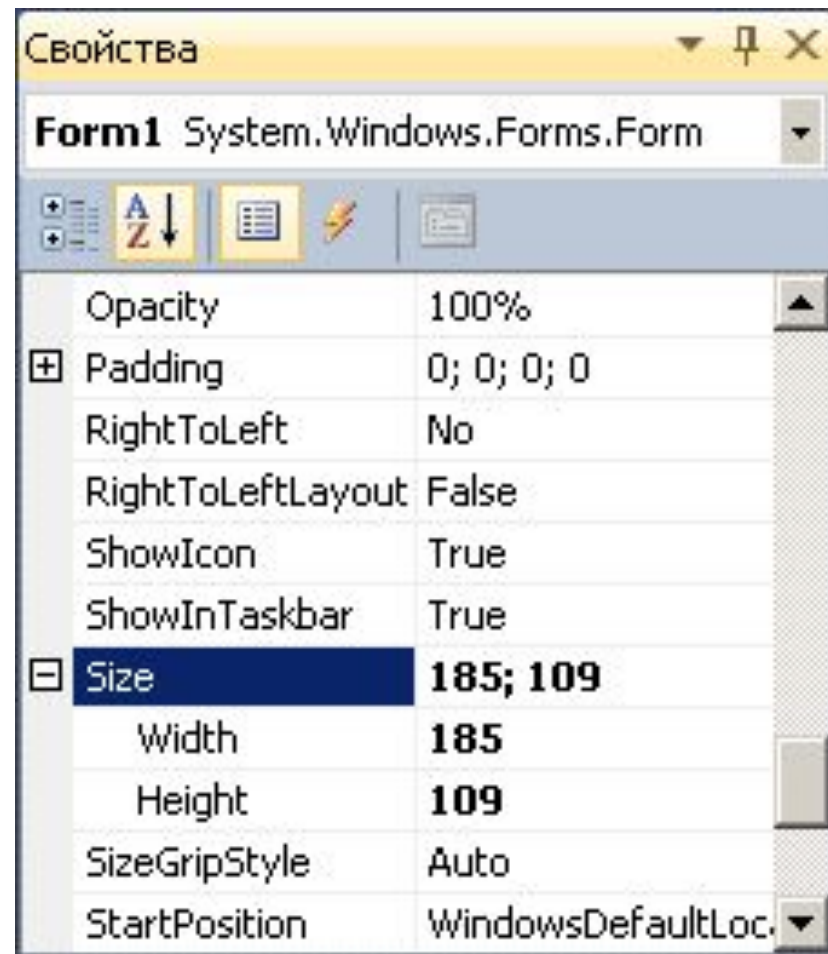 Свойства
Form1 System.Windows.Forms.Form
AZ
Opacity 100%
Padding 0; 0; 0; 0
RightToLeft No
RightToLeftLayout False
ShowIcon True
ShowInTaskbar True
Size 185; 109
Width 185
Height 109
SizeGripStyle Auto
StartPosition WindowsDefaultLoc